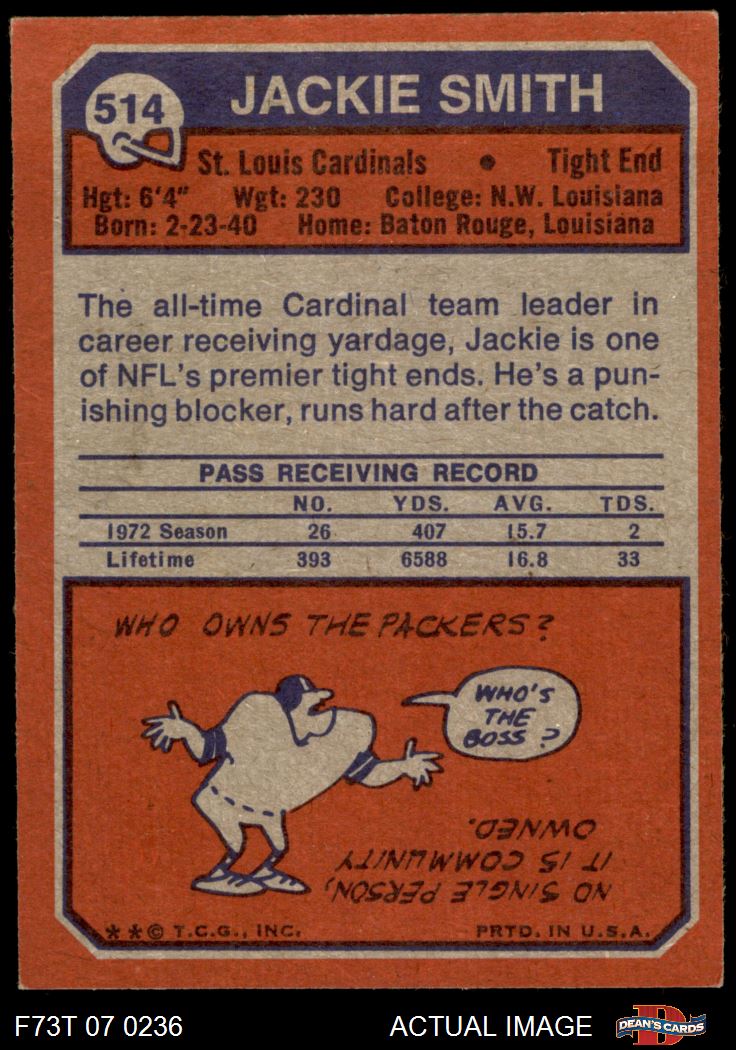 514
JACKIE SMITH
St. Louis Cardinals • Tight End
Hgt: 6'4" Wgt: 230 College: N.W. Louisiana
Born: 2-23-40 Home: Baton Rouge, Louisiana
The all-time Cardinal team leader in
career receiving yardage, Jackie is one
of NFL's premier tight ends. He's a pun-
ishing blocker, runs hard after the catch.
PASS RECEIVING RECORD
NO. YDS. AVG. TDS.
1972 Season 26 407 15.7 2
Lifetime 393 6588 16.8 33
WHO OWNS THE PACKERS?
WHO'S
THE
BOSS?
NO SINGLE PERSON,
IT IS COMMUNITY
OWNED.
* * © T.C.G., INC. PRTD. IN U.S.A.
F73T 07 0236 ACTUAL IMAGE
D
DEAN'S CARDS